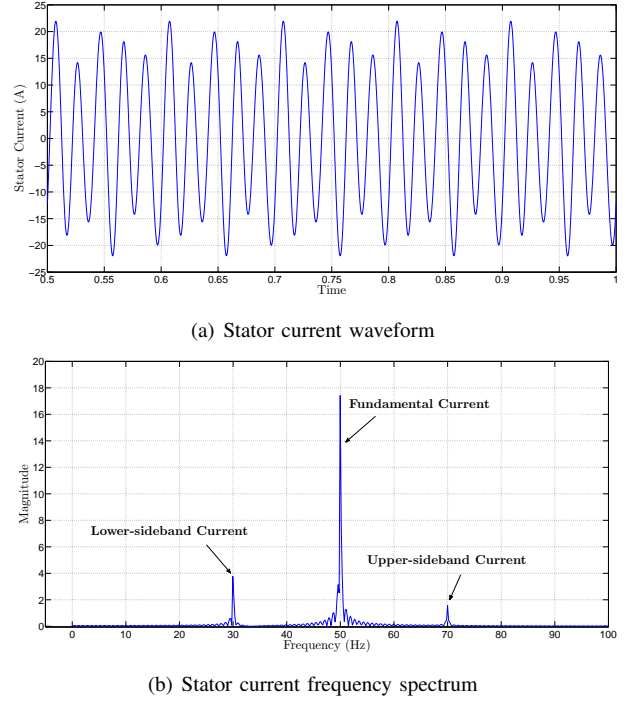 25
20
15
10
5
0
−5
−10
−15
−20
−25
Stator Current (A)
0.5 0.55 0.6 0.65 0.7 0.75 0.8 0.85 0.9 0.95 1
Time
(a) Stator current waveform
20
18
16
14
12
10
8
6
4
2
0
Magnitude
Fundamental Current
Lower-sideband Current
Upper-sideband Current
0 10 20 30 40 50 60 70 80 90 100
Frequency (Hz)
(b) Stator current frequency spectrum